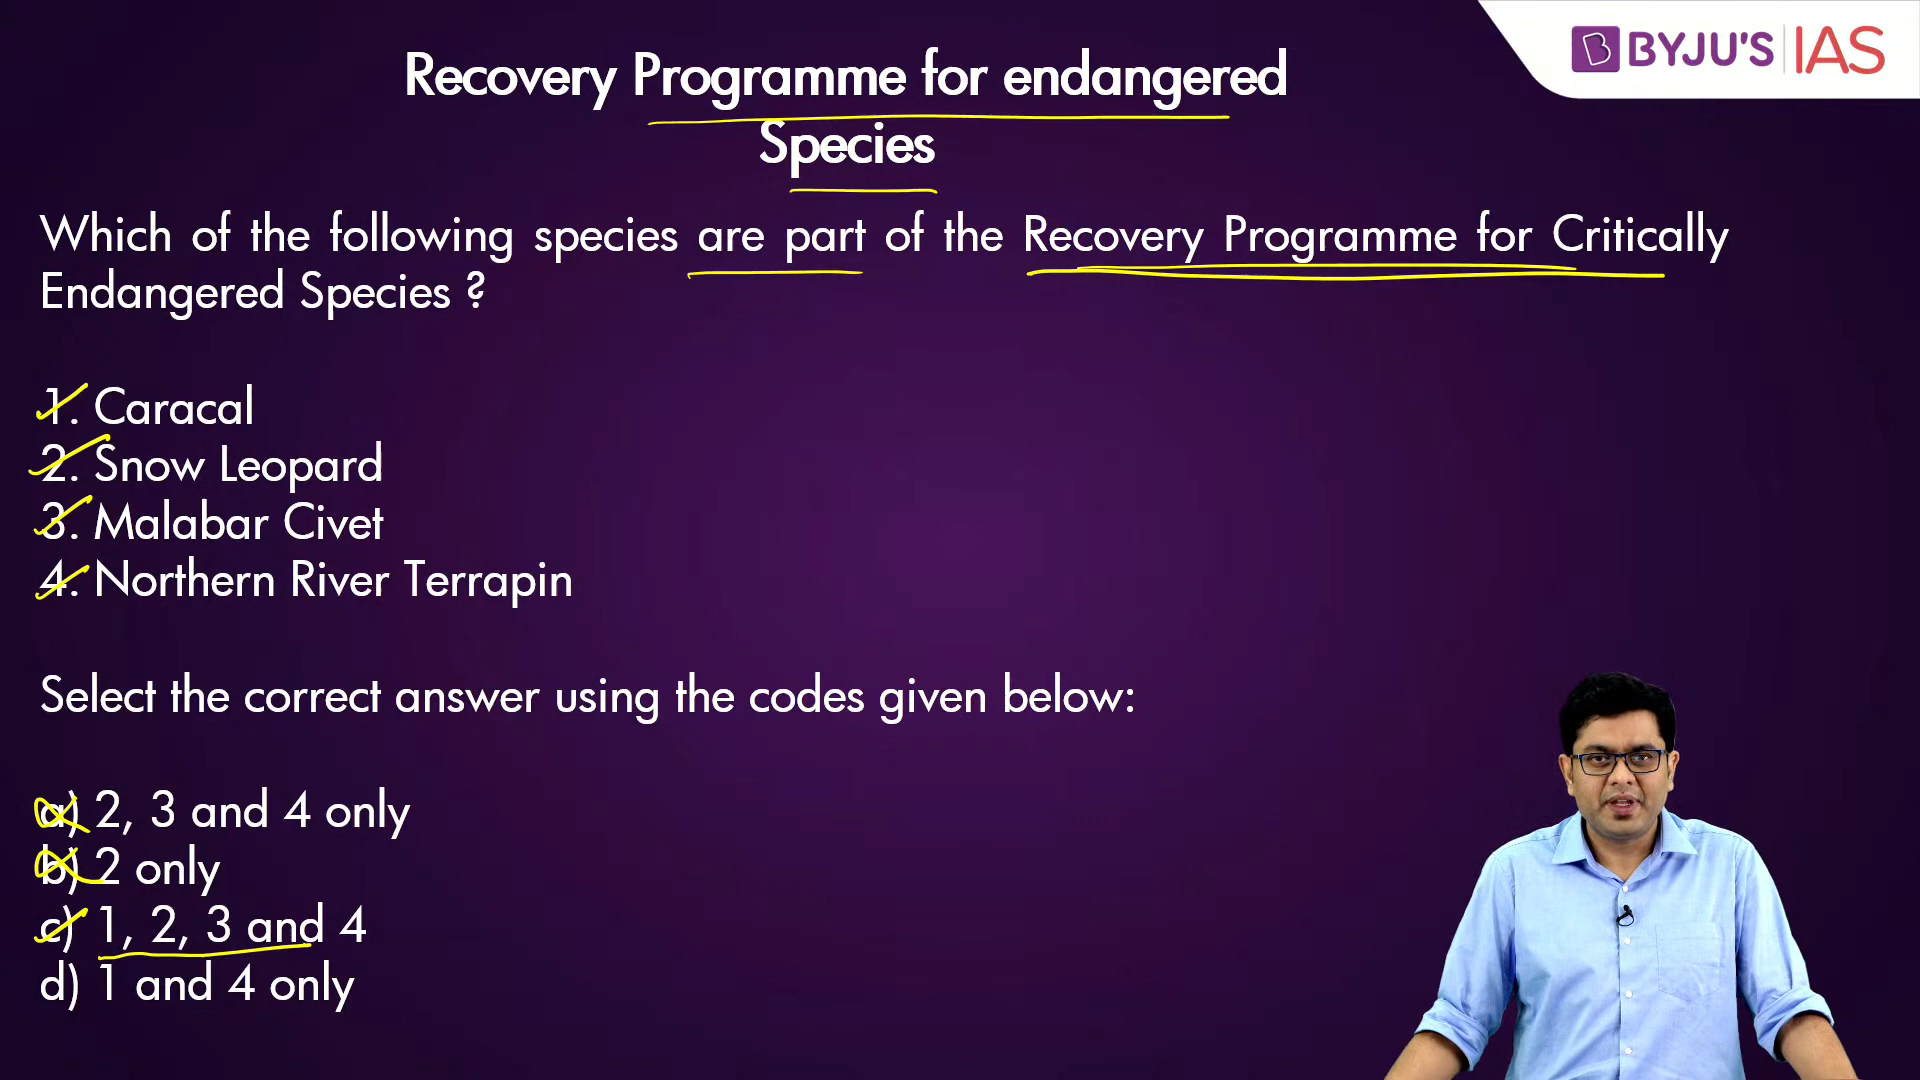 BYJU'S IAS
Recovery Programme for endangered
Species
Which of the following species are part of the Recovery Programme for Critically
Endangered Species ?
1. Caracal
2. Snow Leopard
3. Malabar Civet
4. Northern River Terrapin
Select the correct answer using the codes given below:
a) 2, 3 and 4 only
b) 2 only
c) 1, 2, 3 and 4
d) 1 and 4 only